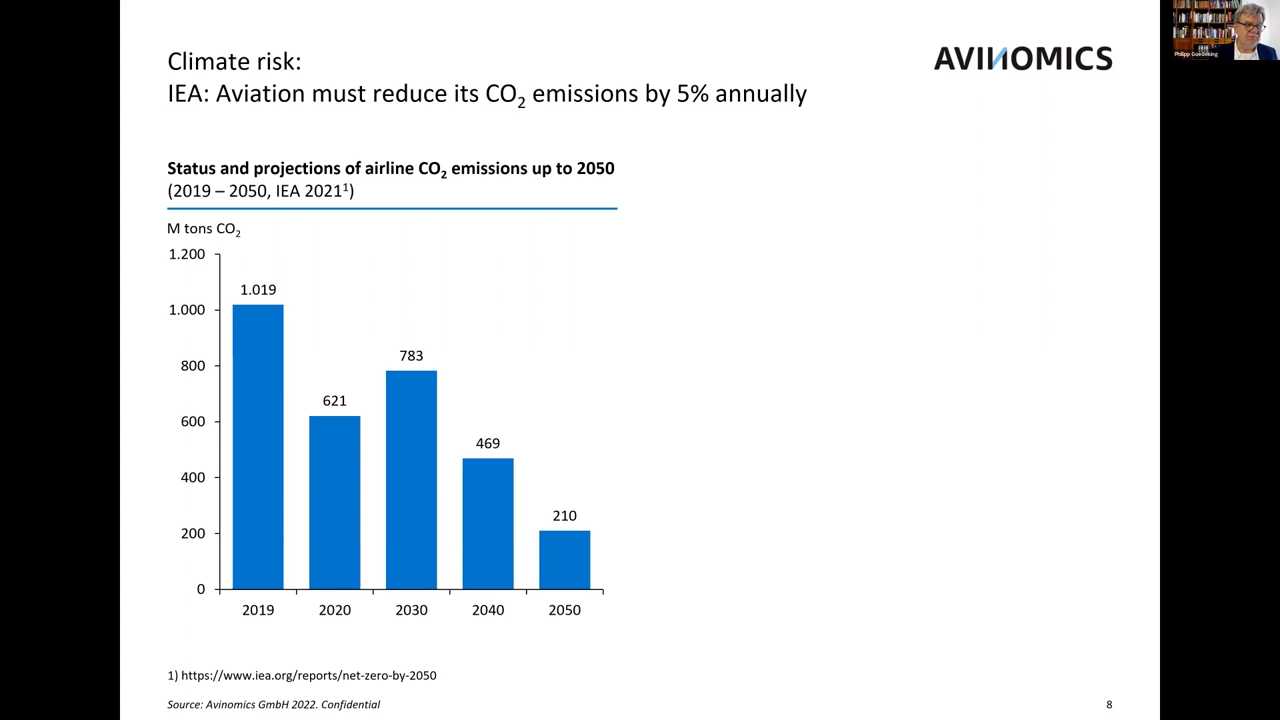 Climate risk:
IEA: Aviation must reduce its CO₂ emissions by 5% annually
AVINOMICS
Philipp Goedeking
Status and projections of airline CO₂ emissions up to 2050
(2019 – 2050, IEA 2021¹)
M tons CO₂
1.200
1.000
800
600
400
200
0
1.019
621
783
469
210
2019 2020 2030 2040 2050
1) https://www.iea.org/reports/net-zero-by-2050
Source: Avinomics GmbH 2022. Confidential
8